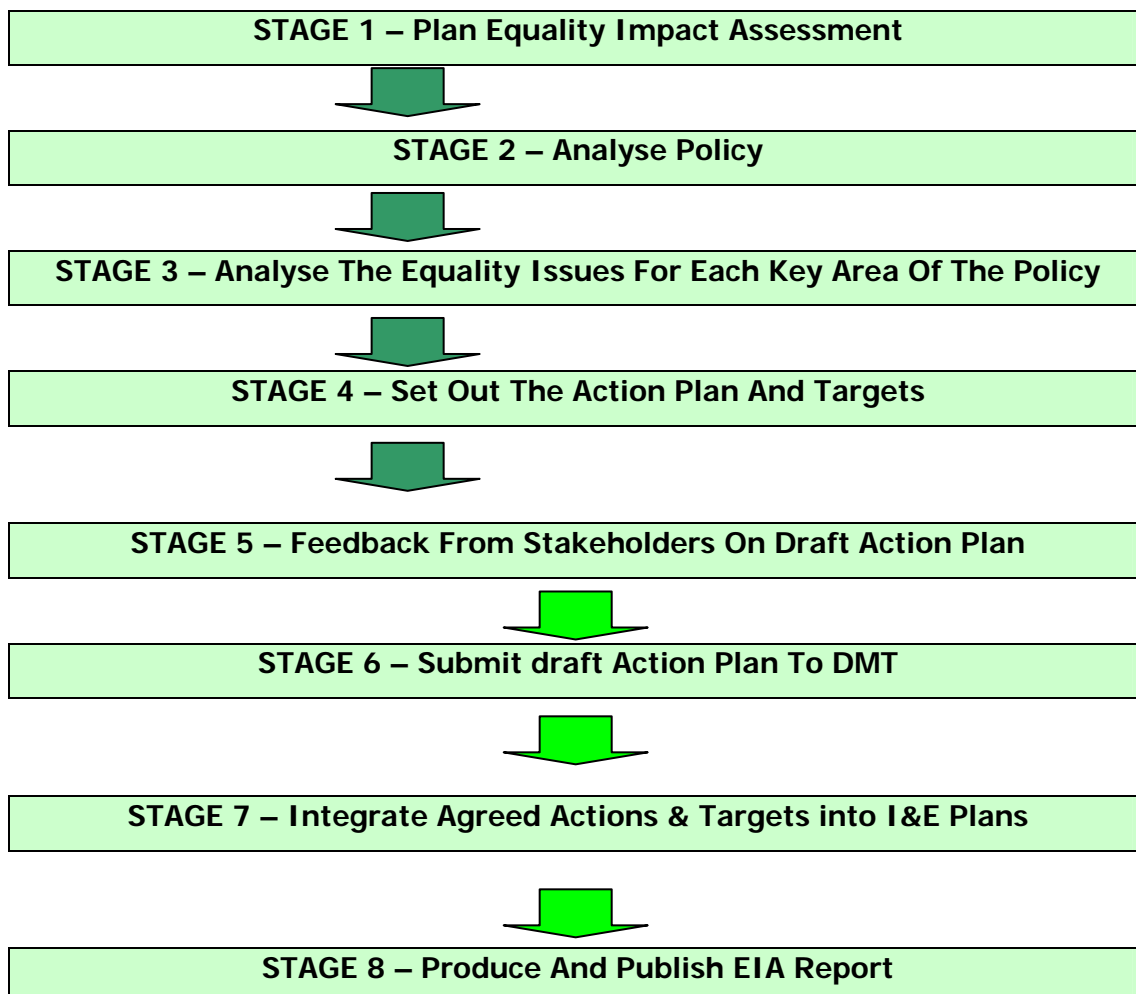 STAGE 1 – Plan Equality Impact Assessment
STAGE 2 – Analyse Policy
STAGE 3 – Analyse The Equality Issues For Each Key Area Of The Policy
STAGE 4 – Set Out The Action Plan And Targets
STAGE 5 – Feedback From Stakeholders On Draft Action Plan
STAGE 6 – Submit draft Action Plan To DMT
STAGE 7 – Integrate Agreed Actions & Targets into I&E Plans
STAGE 8 – Produce And Publish EIA Report